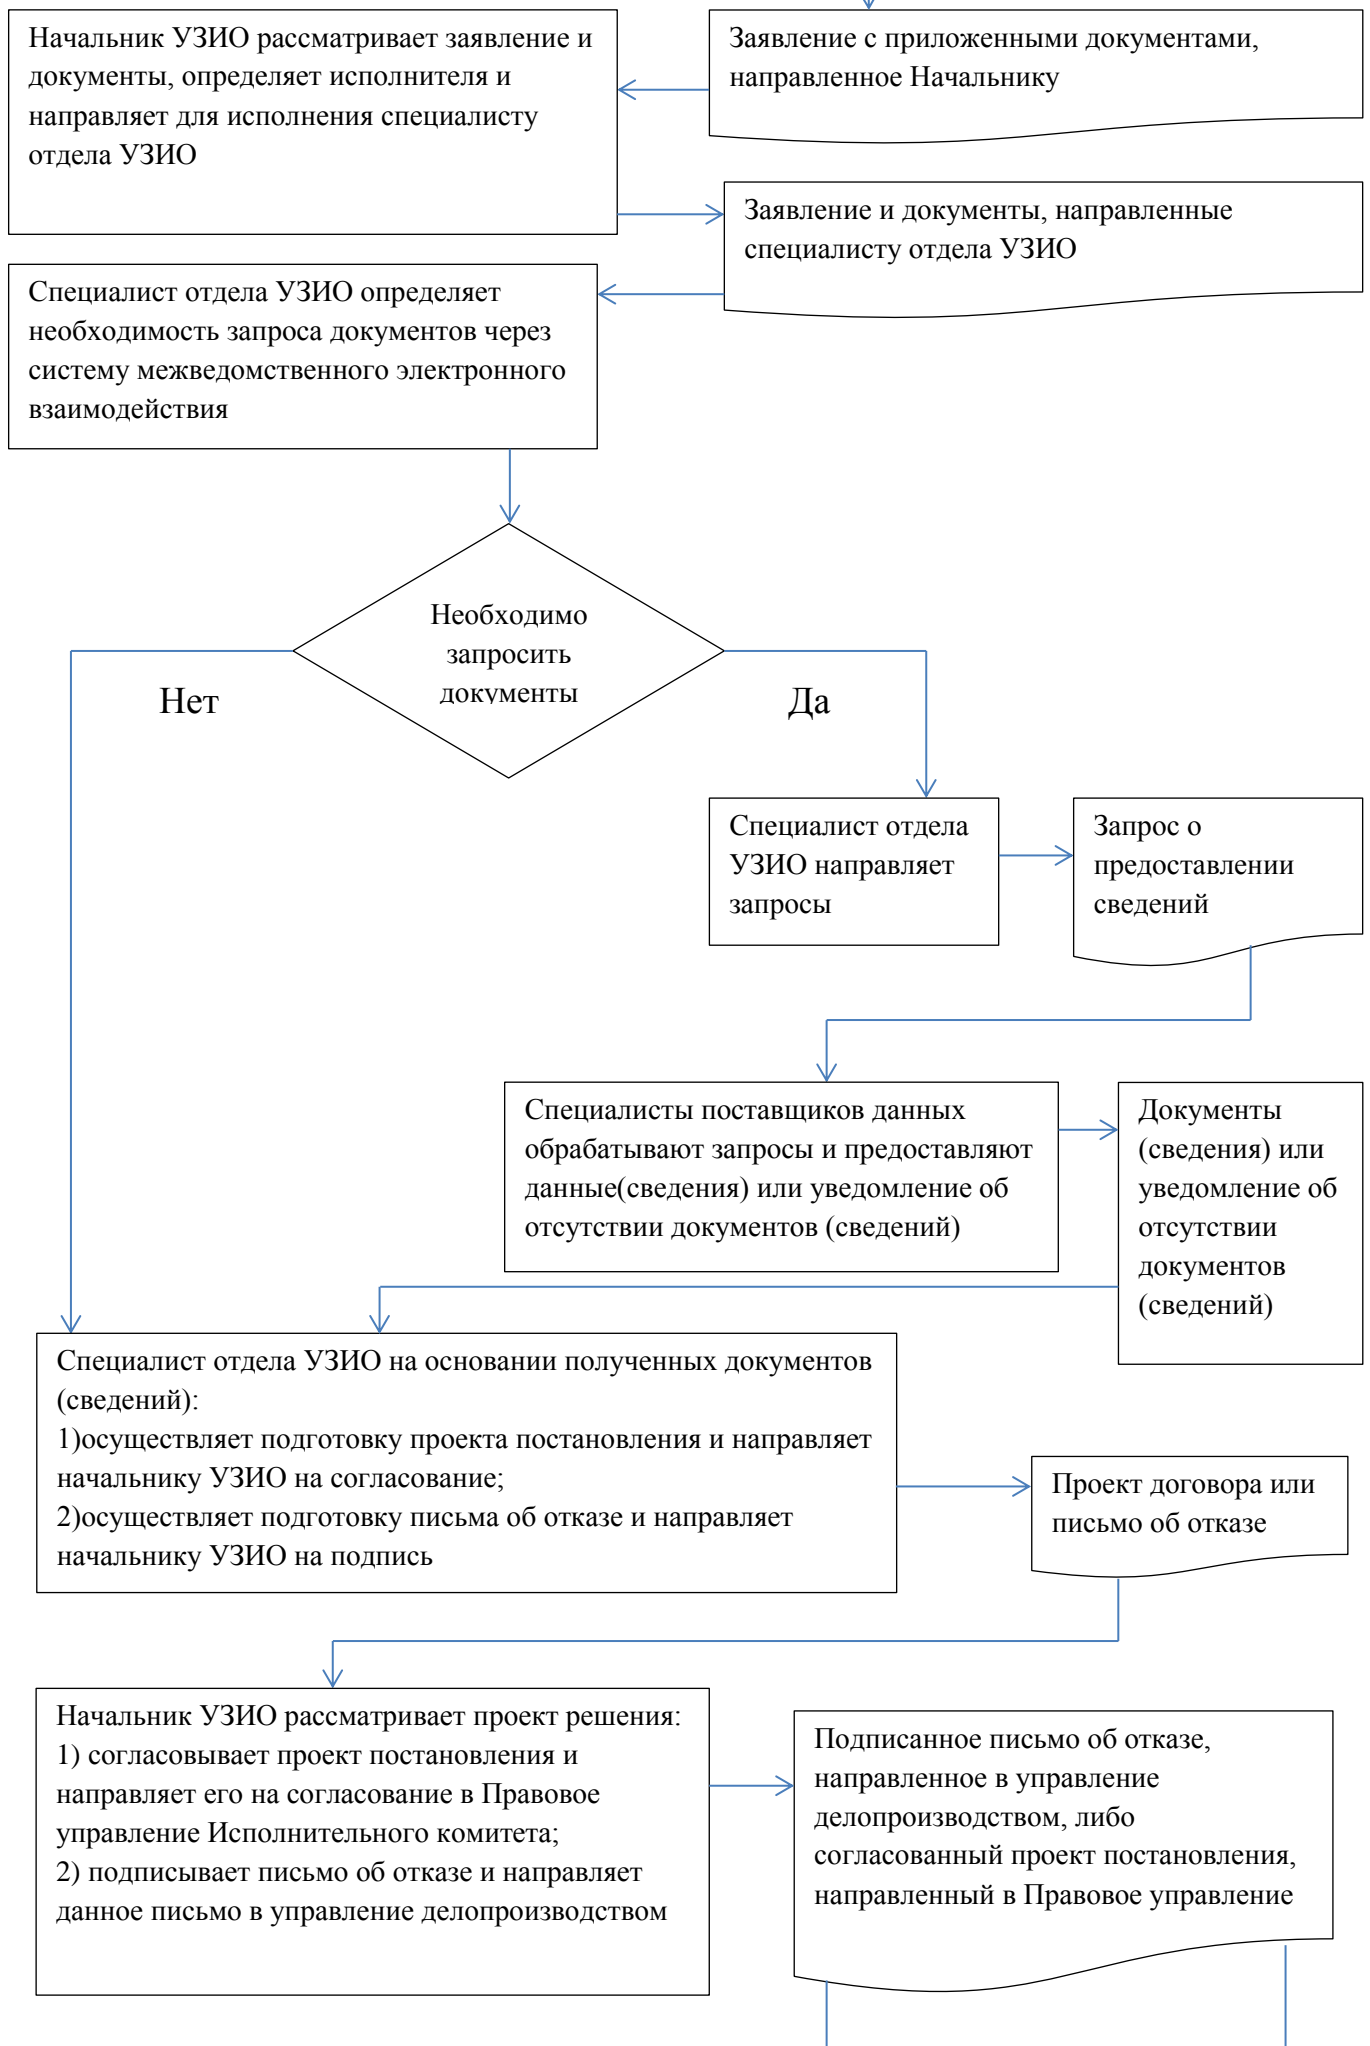 Начальник УЗИО рассматривает заявление и
документы, определяет исполнителя и
направляет для исполнения специалисту
отдела УЗИО
Заявление с приложенными документами,
направленное Начальнику
Заявление и документы, направленные
специалисту отдела УЗИО
Специалист отдела УЗИО определяет
необходимость запроса документов через
систему межведомственного электронного
взаимодействия
Необходимо
запросить
документы
Нет
Да
Специалист отдела
УЗИО направляет
запросы
Запрос о
предоставлении
сведений
Специалисты поставщиков данных
обрабатывают запросы и предоставляют
данные(сведения) или уведомление об
отсутствии документов (сведений)
Документы
(сведения) или
уведомление об
отсутствии
документов
(сведений)
Специалист отдела УЗИО на основании полученных документов
(сведений):
1)осуществляет подготовку проекта постановления и направляет
начальнику УЗИО на согласование;
2)осуществляет подготовку письма об отказе и направляет
начальнику УЗИО на подпись
Проект договора или
письмо об отказе
Начальник УЗИО рассматривает проект решения:
1) согласовывает проект постановления и
направляет его на согласование в Правовое
управление Исполнительного комитета;
2) подписывает письмо об отказе и направляет
данное письмо в управление делопроизводством
Подписанное письмо об отказе,
направленное в управление
делопроизводством, либо
согласованный проект постановления,
направленный в Правовое управление